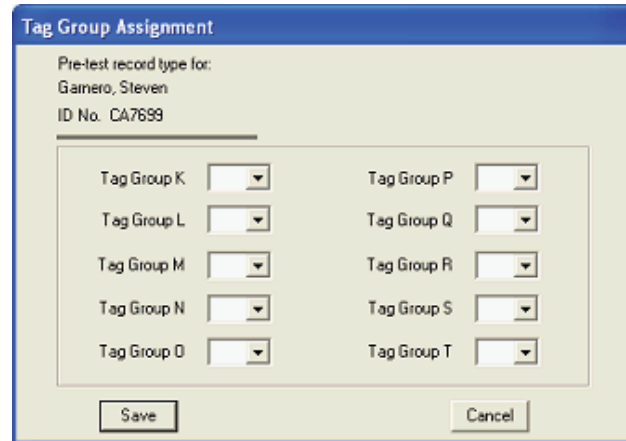 Tag Group Assignment
Pre-test record type for:
Garnero, Steven
ID No. CA7699
Tag Group K
Tag Group P
Tag Group L
Tag Group Q
Tag Group M
Tag Group R
Tag Group N
Tag Group S
Tag Group O
Tag Group T
Save
Cancel